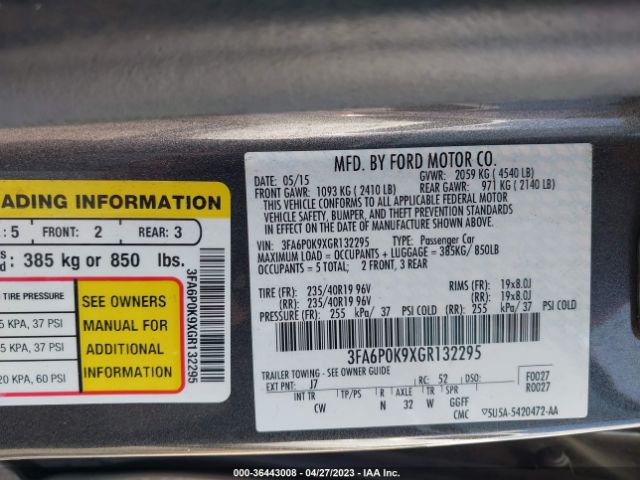 ADING INFORMATION
: 5 FRONT: 2 REAR: 3
385 kg or 850 lbs.
TIRE PRESSURE
5 KPA, 37 PSI
5 KPA, 37 PSI
20 KPA, 60 PSI
SEE OWNERS
MANUAL FOR
ADDITIONAL
INFORMATION
3FA6P0K9XGR132295
MFD. BY FORD MOTOR CO.
DATE: 05/15 GVWR: 2059 KG ( 4540 LB)
FRONT GAWR: 1093 KG ( 2410 LB) REAR GAWR: 971 KG ( 2140 LB)
THIS VEHICLE CONFORMS TO ALL APPLICABLE FEDERAL MOTOR
VEHICLE SAFETY, BUMPER, AND THEFT PREVENTION STANDARDS IN
EFFECT ON THE DATE OF MANUFACTURE SHOWN ABOVE.
VIN: 3FA6P0K9XGR132295 TYPE: Passenger Car
MAXIMUM LOAD = OCCUPANTS + LUGGAGE = 385KG/ 850LB
OCCUPANTS = 5 TOTAL; 2 FRONT, 3 REAR
TIRE (FR): 235/40R19 96V RIMS (FR): 19x8.0J
(RR): 235/40R19 96V (RR): 19x8.0J
PRESSURE (FR): 255 kPa/ 37 PSI COLD (RR): 255 kPa/ 37 PSI COLD
3FA6P0K9XGR132295
TRAILER TOWING - SEE OWNER GUIDE
EXT PNT: J7 RC: 52 DSO: F0027
R0027
INT TR TP/PS R AXLE TR SPR
CW N 32 W GGFF
CMC 5U5A-5420472-AA
000-36443008 - 04/27/2023 - IAA Inc.